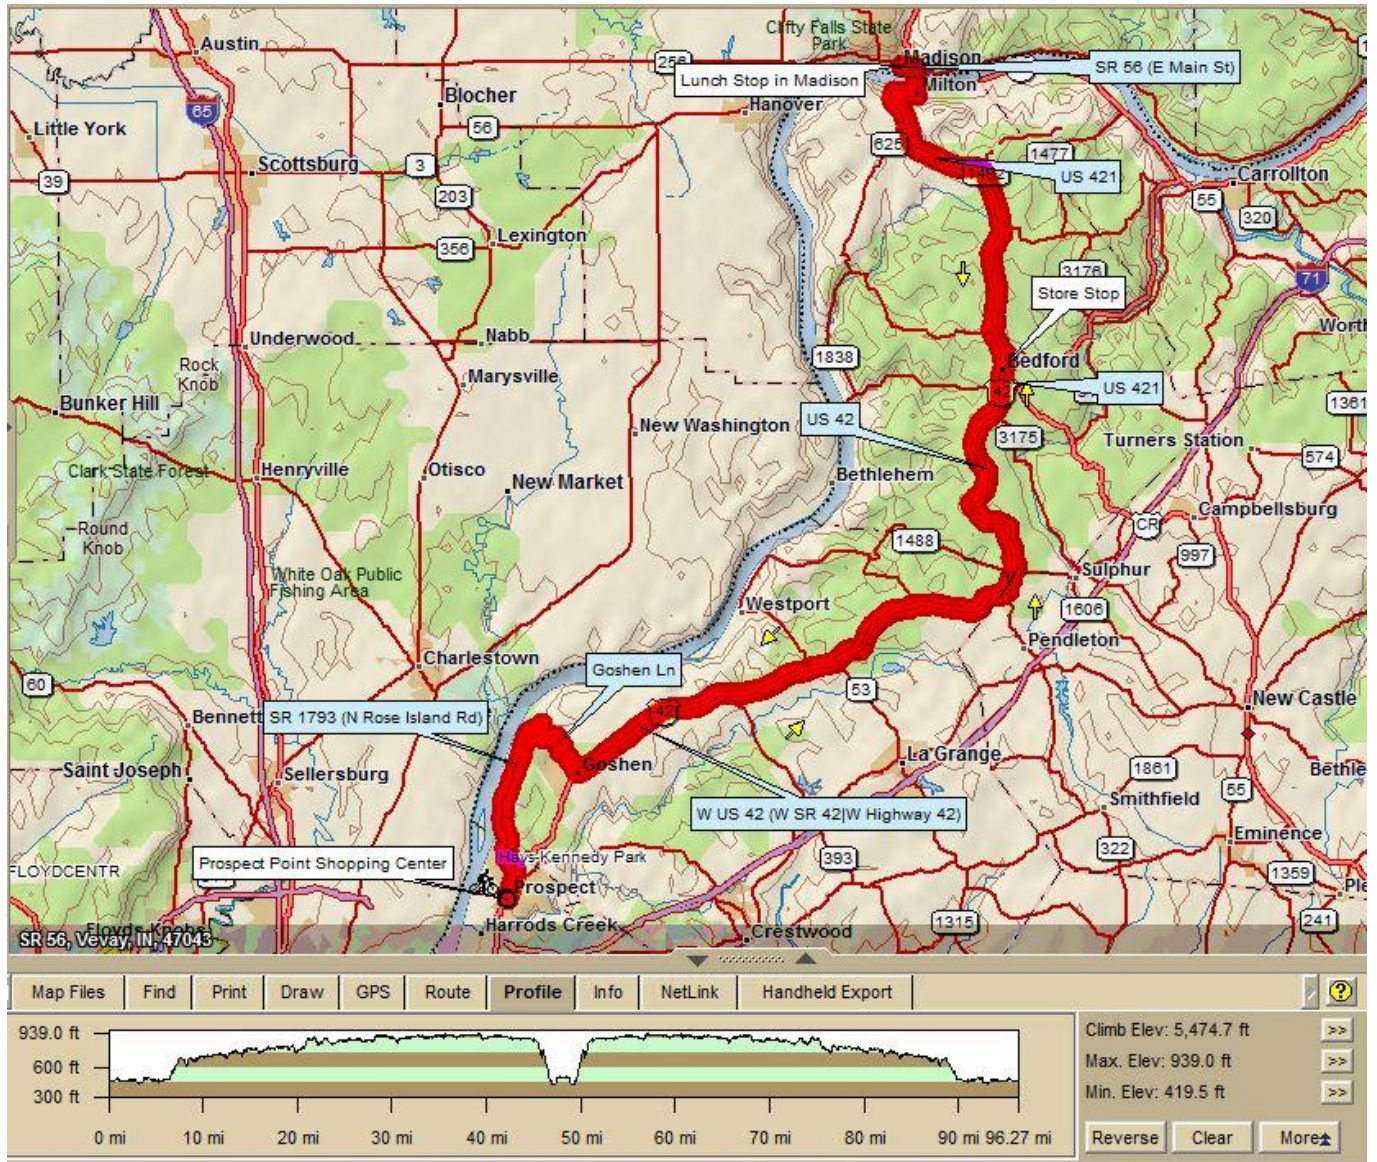 Clifty Falls State
Park
Austin
Madison
256
SR 56 (E Main St)
Lunch Stop in Madison
Milton
Blocher
Hanover
65
Little York
56
625
Scottsburg
3
1477
39
1492
US 421
Carrollton
203
55
320
Lexington
356
3176
71
Store Stop
Worth
Underwood
Nabb
1838
Bedford
Rock
Knob
Marysville
US 421
42
Bunker Hill
1361
US 42
New Washington
3175
Turners Station
574
Clark State Forest
Henryville
Otisco
Bethlehem
New Market
Campbellsburg
Round
Knob
CR
1488
997
White Oak Public
Fishing Area
Sulphur
Westport
1606
Pendleton
Charlestown
Goshen Ln
60
53
New Castle
Bennett
SR 1793 (N Rose Island Rd)
42
Saint Joseph
Sellersburg
Goshen
La Grange
1861
Bethle
Smithfield
55
W US 42 (W SR 42|W Highway 42)
Eminence
322
Prospect Point Shopping Center
Hays-Kennedy Park
393
FLOYDCENTR
1359
Prospect
Ple
Harrods Creek
1315
241
Floyds Knobs
Crestwood
SR 56, Vevay, IN, 47043
Map Files Find Print Draw GPS Route Profile Info NetLink Handheld Export ?
939.0 ft
600 ft
300 ft
0 mi 10 mi 20 mi 30 mi 40 mi 50 mi 60 mi 70 mi 80 mi 90 mi 96.27 mi
Climb Elev: 5,474.7 ft >>
Max. Elev: 939.0 ft >>
Min. Elev: 419.5 ft >>
Reverse Clear More